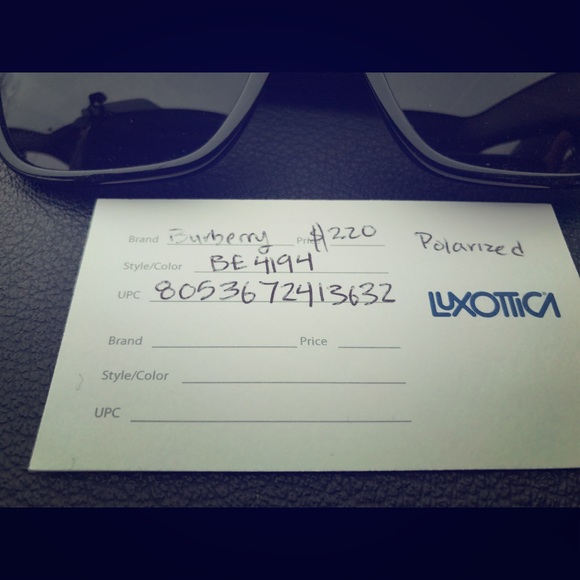 Brand Burberry Price $220
Polarized
Style/Color BE4194
UPC 8053672413632
LUXOTTICA
Brand Price
Style/Color
UPC